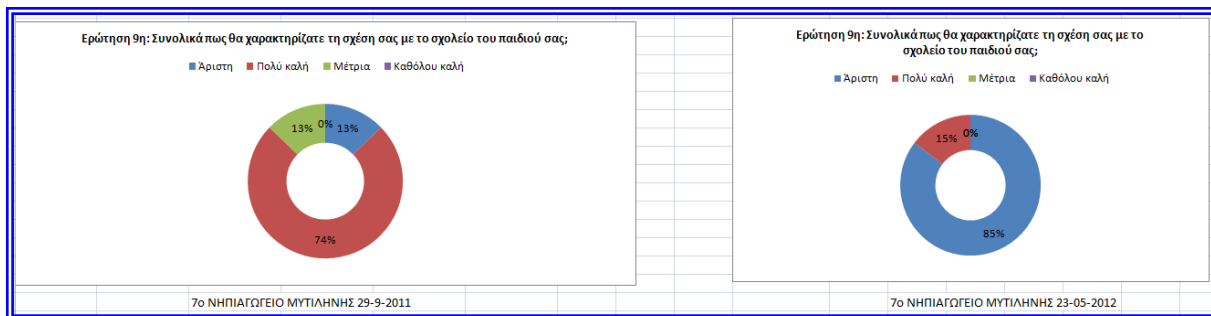 Ερώτηση 9η: Συνολικά πως θα χαρακτηρίζατε τη σχέση σας με το σχολείο του παιδιού σας;
Άριστη Πολύ καλή Μέτρια Καθόλου καλή
13% 0% 13%
74%
7ο ΝΗΠΙΑΓΩΓΕΙΟ ΜΥΤΙΛΗΝΗΣ 29-9-2011
Ερώτηση 9η: Συνολικά πως θα χαρακτηρίζατε τη σχέση σας με το
σχολείο του παιδιού σας;
Άριστη Πολύ καλή Μέτρια Καθόλου καλή
15% 0%
85%
7ο ΝΗΠΙΑΓΩΓΕΙΟ ΜΥΤΙΛΗΝΗΣ 23-05-2012